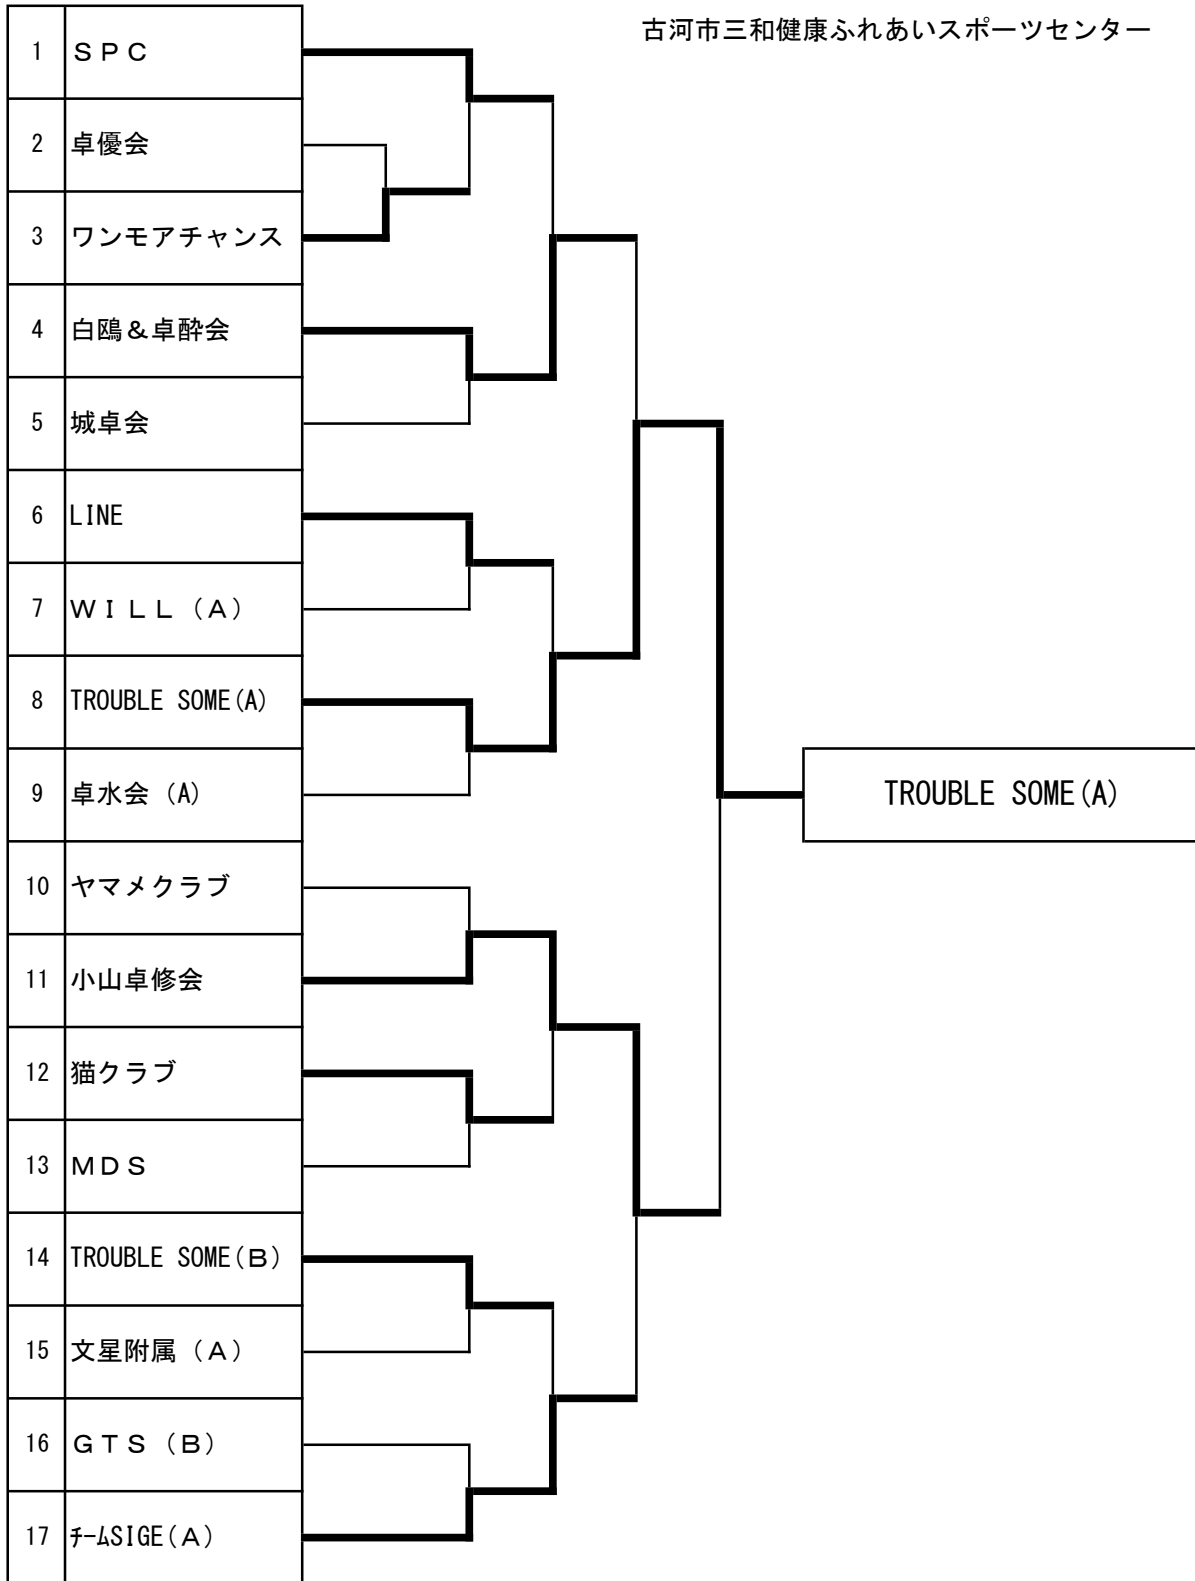 古河市三和健康ふれあいスポーツセンター
1 ＳＰＣ
2 卓優会
3 ワンモアチャンス
4 白鴎＆卓酔会
5 城卓会
6 LINE
7 ＷＩＬＬ（Ａ）
8 TROUBLE SOME(A)
9 卓水会（A）
TROUBLE SOME(A)
10 ヤマメクラブ
11 小山卓修会
12 猫クラブ
13 ＭＤＳ
14 TROUBLE SOME(Ｂ)
15 文星附属（Ａ）
16 ＧＴＳ（Ｂ）
17 ﾁｰﾑSIGE(Ａ)